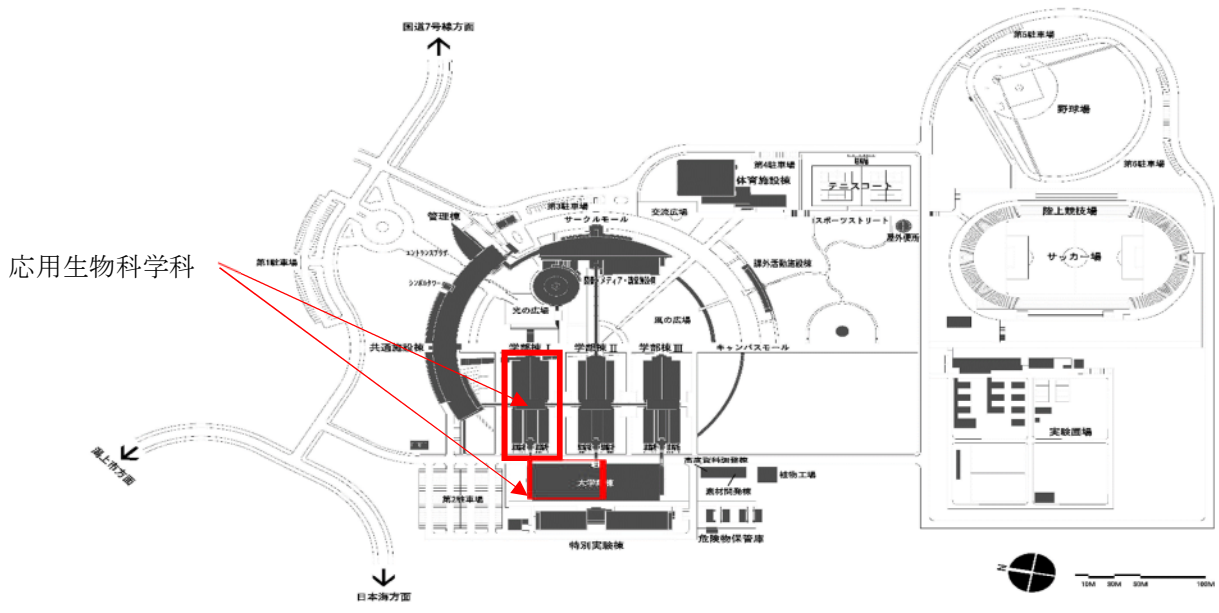 国道7号線方面
第5駐車場
野球場
第6駐車場
第4駐車場
体育施設棟
テニスコート
第3駐車場
交流広場
管理棟
サークルモール
スポーツストリート
陸上競技場
屋外便所
エントランスプラザ
第1駐車場
応用生物科学科
サッカー場
課外活動施設棟
シンボルタワー
光の広場
風の広場
共通施設棟
学部棟Ⅰ
学部棟Ⅱ
学部棟Ⅲ
キャンパスモール
実験圃場
潟上市方面
大学院棟
植物工場
素材開発棟
第2駐車場
特別実験棟
危険物保管庫
日本海方面
N
10M
30M
50M
100M